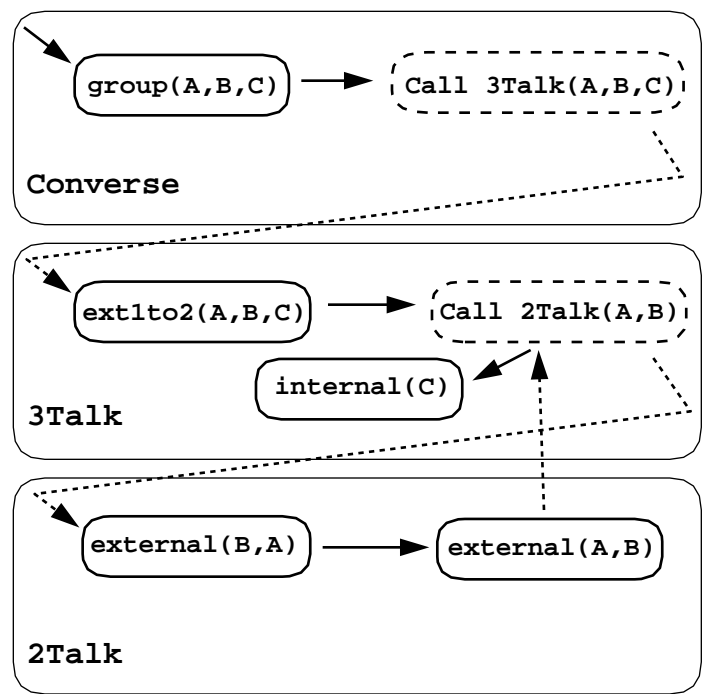 group(A,B,C)
Call 3Talk(A,B,C)
Converse
ext1to2(A,B,C)
Call 2Talk(A,B)
internal(C)
3Talk
external(B,A)
external(A,B)
2Talk